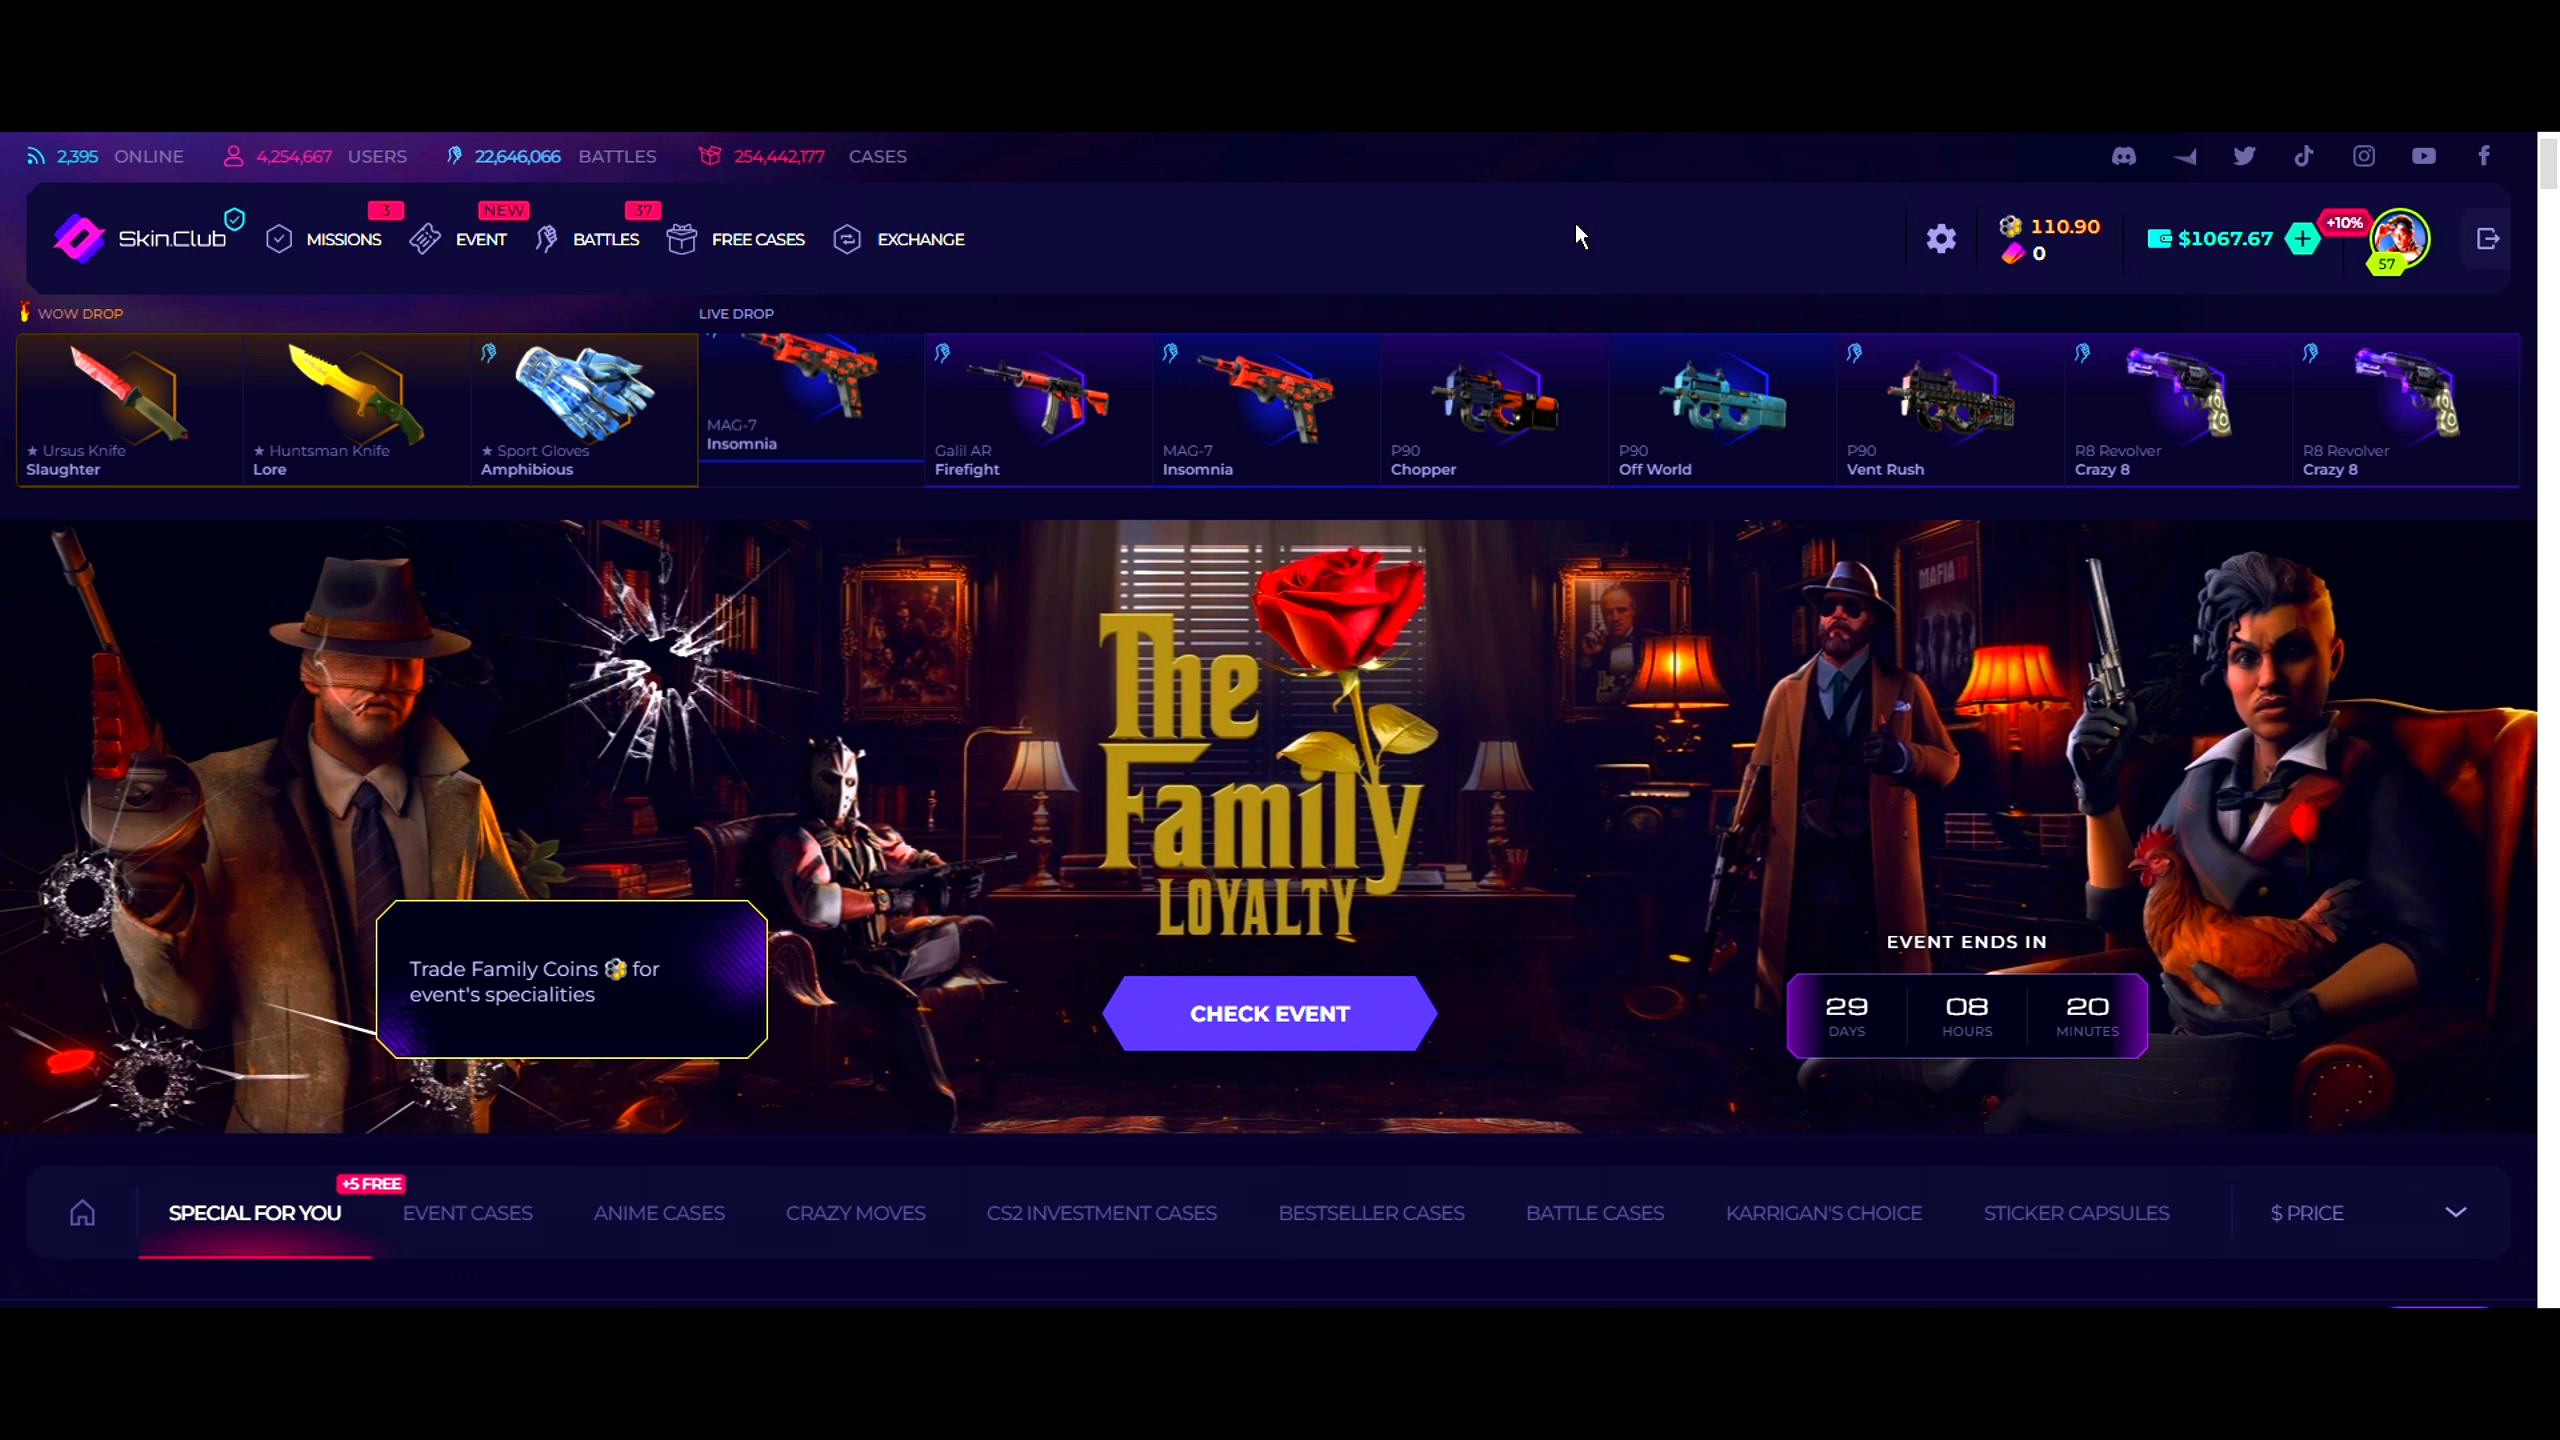 2,395 ONLINE 4,254,667 USERS 22,646,066 BATTLES 254,442,177 CASES
Skin.Club
3
MISSIONS
NEW
EVENT
37
BATTLES
FREE CASES
EXCHANGE
110.90
0
$1067.67
+10%
57
WOW DROP
LIVE DROP
★ Ursus Knife
Slaughter
★ Huntsman Knife
Lore
★ Sport Gloves
Amphibious
MAG-7
Insomnia
Galil AR
Firefight
MAG-7
Insomnia
P90
Chopper
P90
Off World
P90
Vent Rush
R8 Revolver
Crazy 8
R8 Revolver
Crazy 8
MAFIA II
The
Family
LOYALTY
Trade Family Coins for
event's specialities
CHECK EVENT
EVENT ENDS IN
29 08 20
DAYS HOURS MINUTES
+5 FREE
SPECIAL FOR YOU EVENT CASES ANIME CASES CRAZY MOVES CS2 INVESTMENT CASES BESTSELLER CASES BATTLE CASES KARRIGAN'S CHOICE STICKER CAPSULES $ PRICE